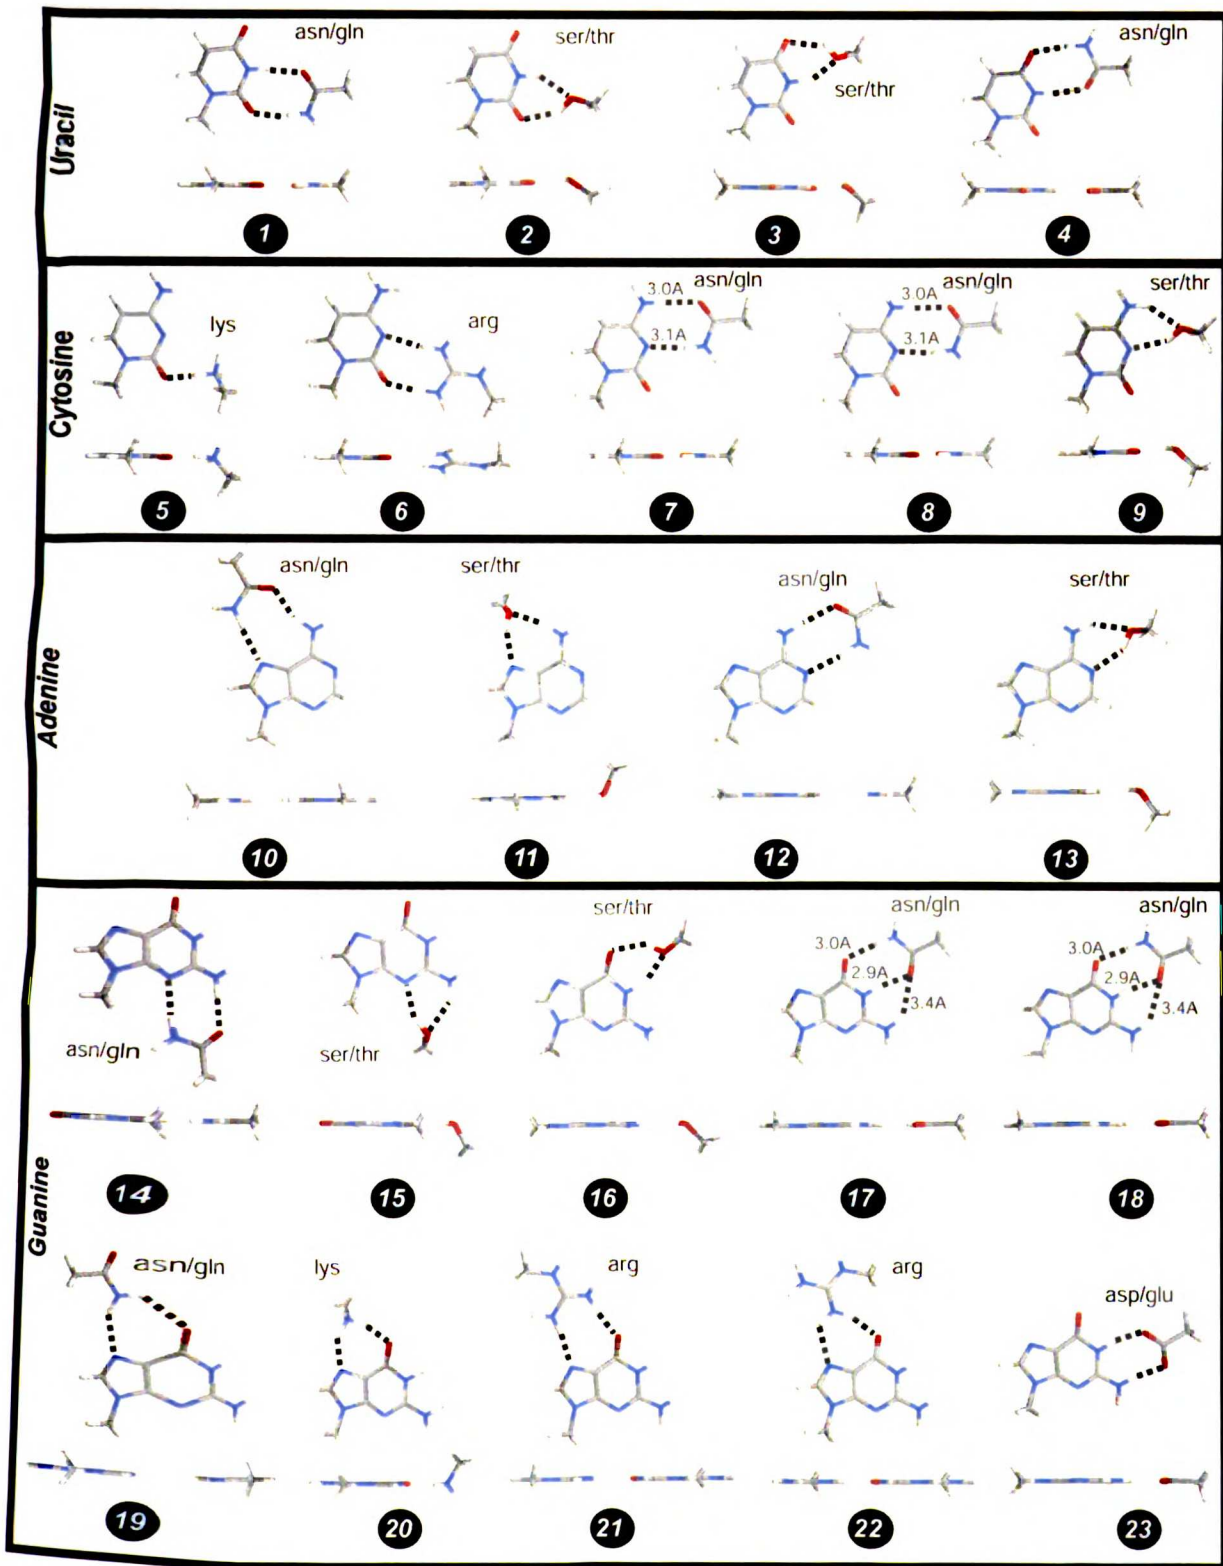 Uracil
asn/gln
ser/thr
ser/thr
asn/gln
1
2
3
4
Cytosine
lys
arg
3.0A
asn/gln
3.1A
3.0A
asn/gln
3.1A
ser/thr
5
6
7
8
9
Adenine
asn/gln
ser/thr
asn/gln
ser/thr
10
11
12
13
Guanine
asn/gln
ser/thr
ser/thr
asn/gln
3.0A
2.9A
3.4A
asn/gln
3.0A
2.9A
3.4A
14
15
16
17
18
asn/gln
lys
arg
arg
asp/glu
19
20
21
22
23